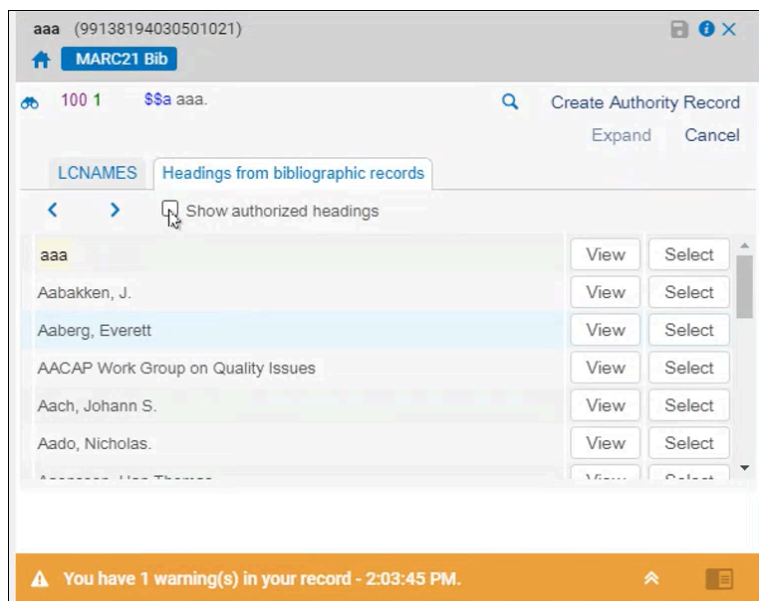 aaa (99138194030501021)
MARC21 Bib
100 1 $$a aaa.
Create Authority Record
Expand Cancel
LCNAMES Headings from bibliographic records
Show authorized headings
aaa View Select
Aabakken, J. View Select
Aaberg, Everett View Select
AACAP Work Group on Quality Issues View Select
Aach, Johann S. View Select
Aado, Nicholas. View Select
You have 1 warning(s) in your record - 2:03:45 PM.